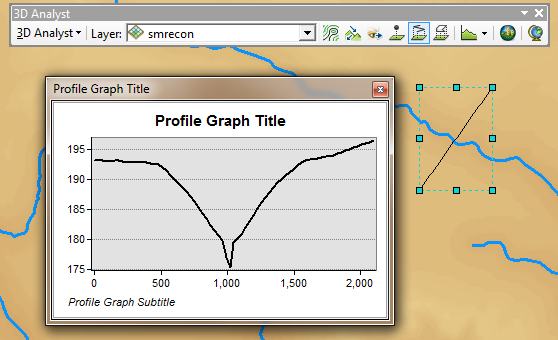 3D Analyst
3D Analyst Layer: smrecon
Profile Graph Title
Profile Graph Title
195
190
185
180
175
0 500 1,000 1,500 2,000
Profile Graph Subtitle